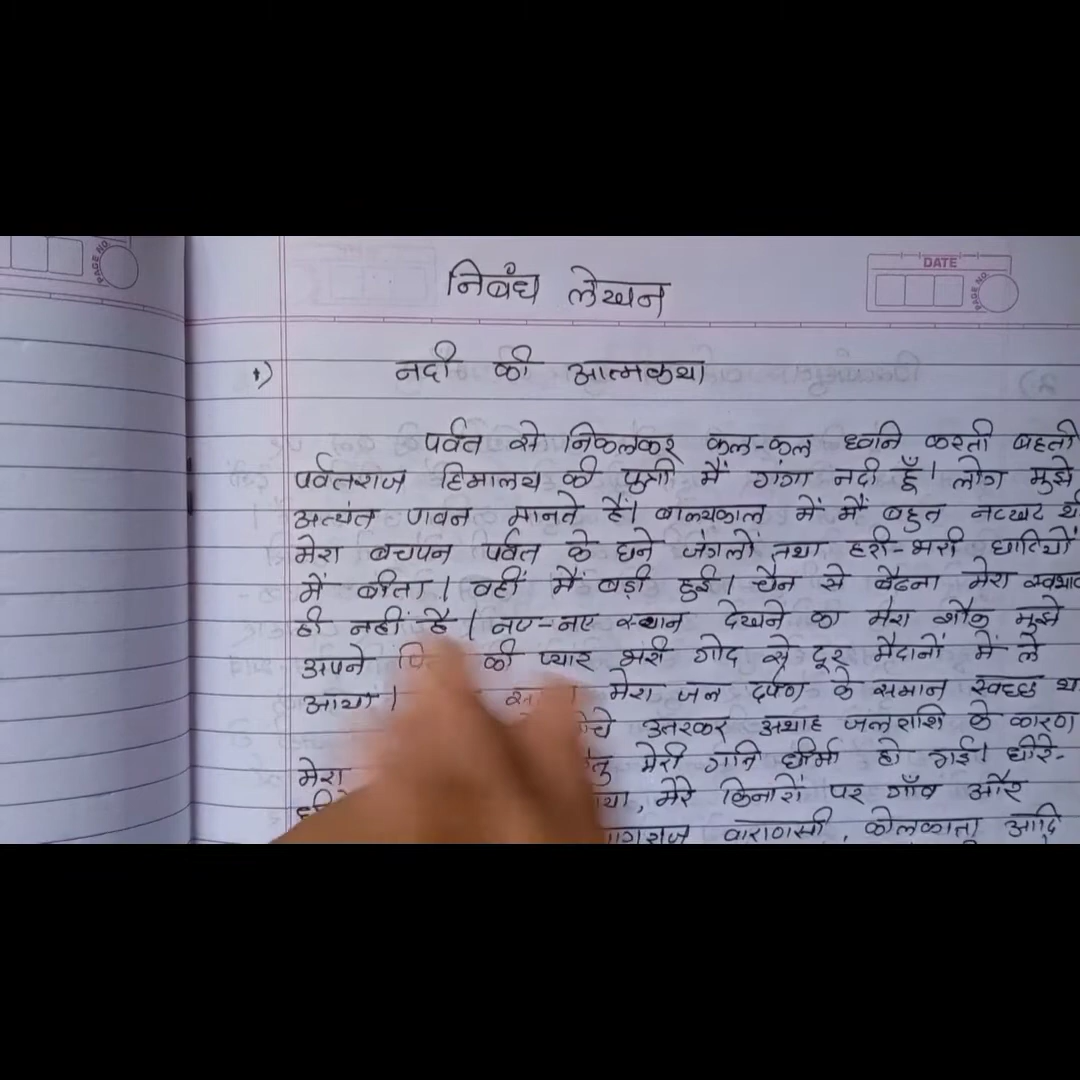 PAGE NO
DATE
PAGE NO
निबंध लेखन
1) नदी की आत्मकथा
पर्वत से निकलकर कल-कल ध्वनि करती बहती
पर्वतराज हिमालय की पुत्री मैं गंगा नदी हूँ। लोग मुझे
अत्यंत पावन मानते हैं। बाल्यकाल में मैं बहुत नटखट थी
मेरा बचपन पर्वत के घने जंगलों तथा हरी-भरी घाटियों
में बीता। वहीं मैं बड़ी हुई। चैन से बैठना मेरा स्वभाव
ही नहीं है। नए-नए स्थान देखने का मेरा शौक मुझे
अपने की प्यार भरी गोद से दूर मैदानों में ले
आया। मेरा जल दर्पण के समान स्वच्छ था
उतरकर अथाह जलराशि के कारण
मेरा मेरी गति धीमी हो गई। धीरे-
मेरे किनारों पर गाँव और
वाराणसी, कोलकाता आदि